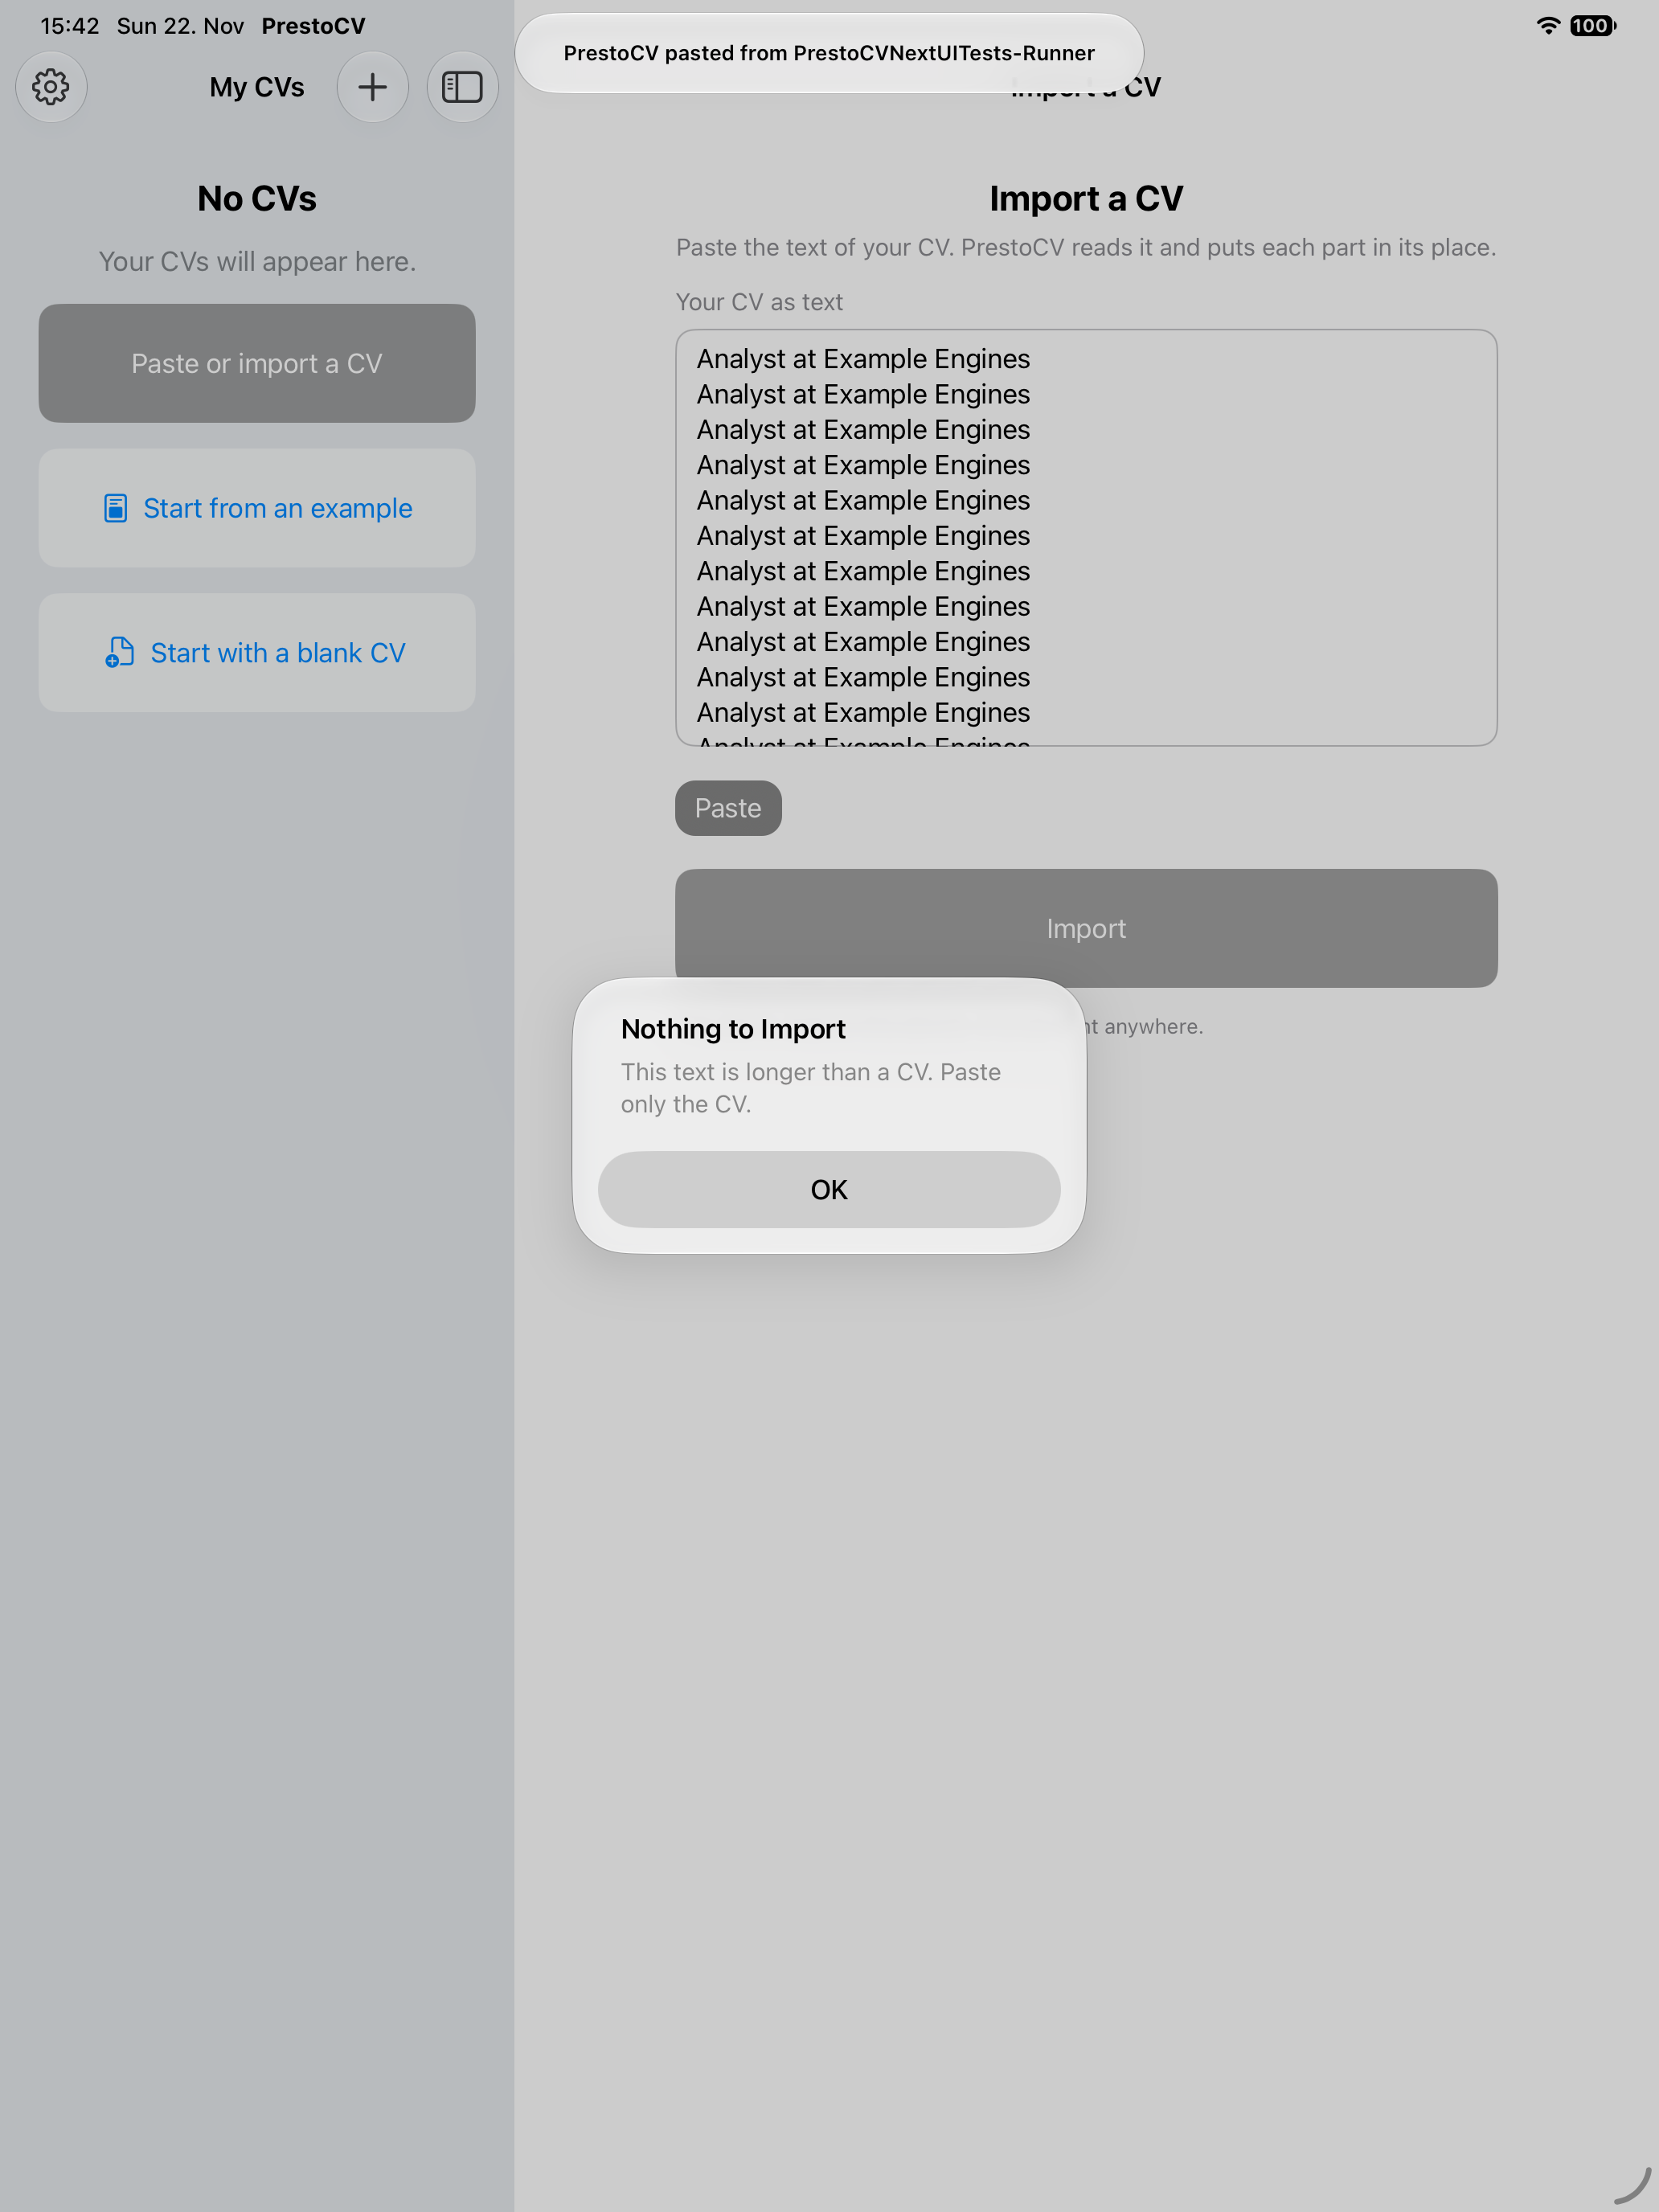 15:42 Sun 22. Nov PrestoCV
100
PrestoCV pasted from PrestoCVNextUITests-Runner
My CVs
a CV
No CVs
Your CVs will appear here.
Paste or import a CV
Start from an example
Start with a blank CV
Import a CV
Paste the text of your CV. PrestoCV reads it and puts each part in its place.
Your CV as text
Analyst at Example Engines
Analyst at Example Engines
Analyst at Example Engines
Analyst at Example Engines
Analyst at Example Engines
Analyst at Example Engines
Analyst at Example Engines
Analyst at Example Engines
Analyst at Example Engines
Analyst at Example Engines
Analyst at Example Engines
Analyst at Example Engines
Paste
Import
anywhere.
Nothing to Import
This text is longer than a CV. Paste
only the CV.
OK